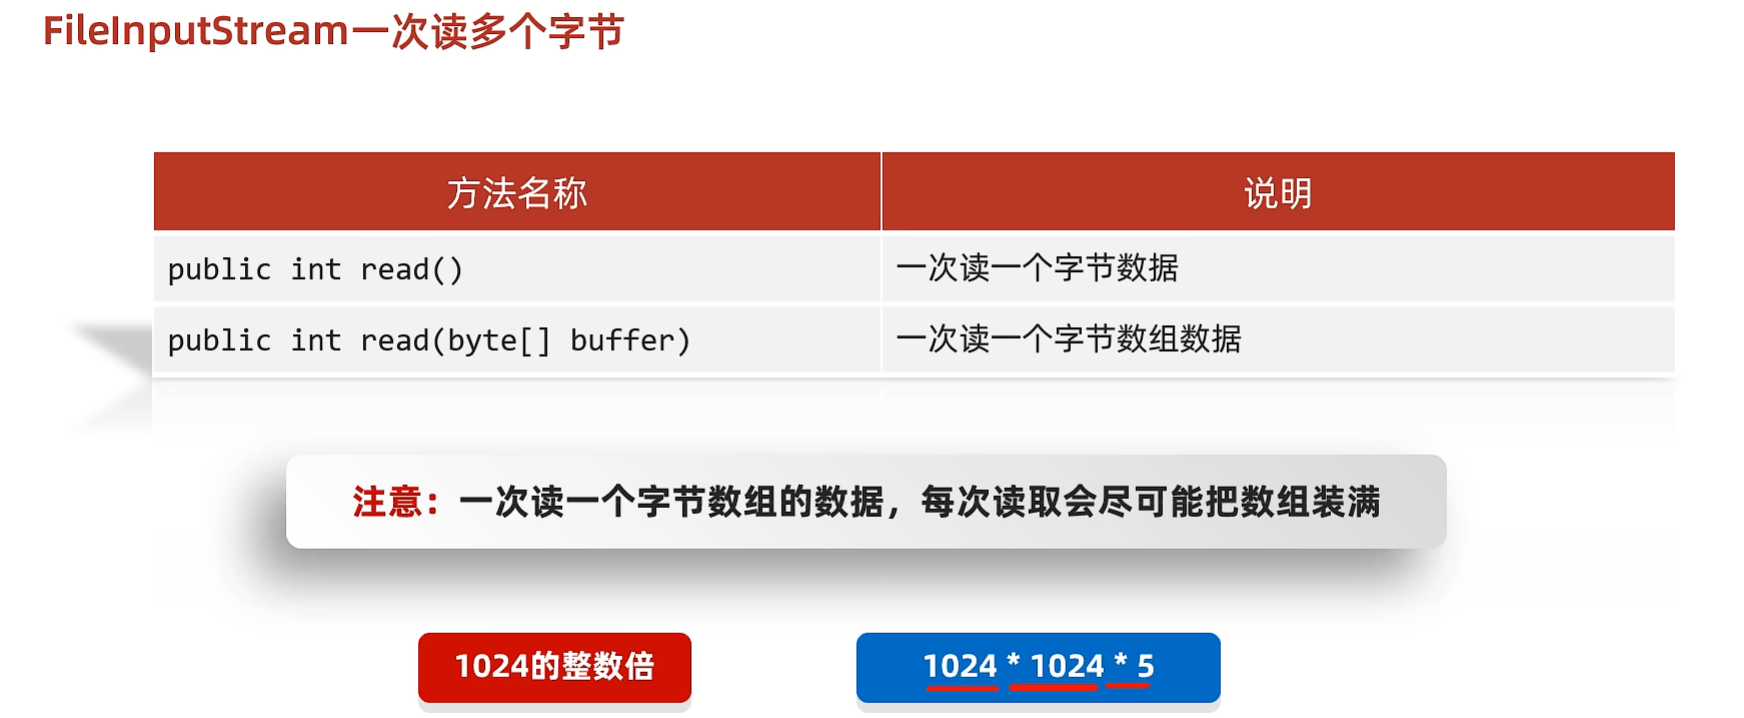 FileInputStream一次读多个字节
方法名称 说明
public int read() 一次读一个字节数据
public int read(byte[] buffer) 一次读一个字节数组数据
注意：一次读一个字节数组的数据，每次读取会尽可能把数组装满
1024的整数倍 1024 * 1024 * 5